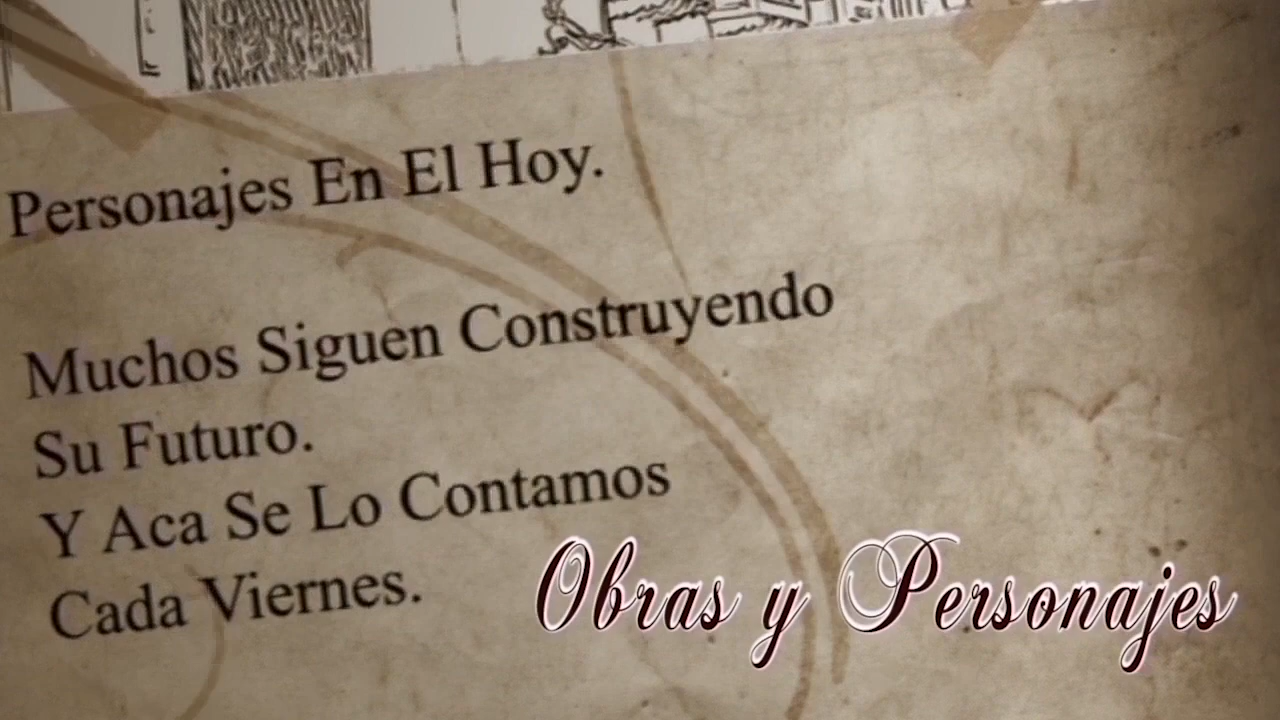 Personajes En El Hoy.
Muchos Siguen Construyendo
Su Futuro.
Y Aca Se Lo Contamos
Cada Viernes.
Obras y Personajes